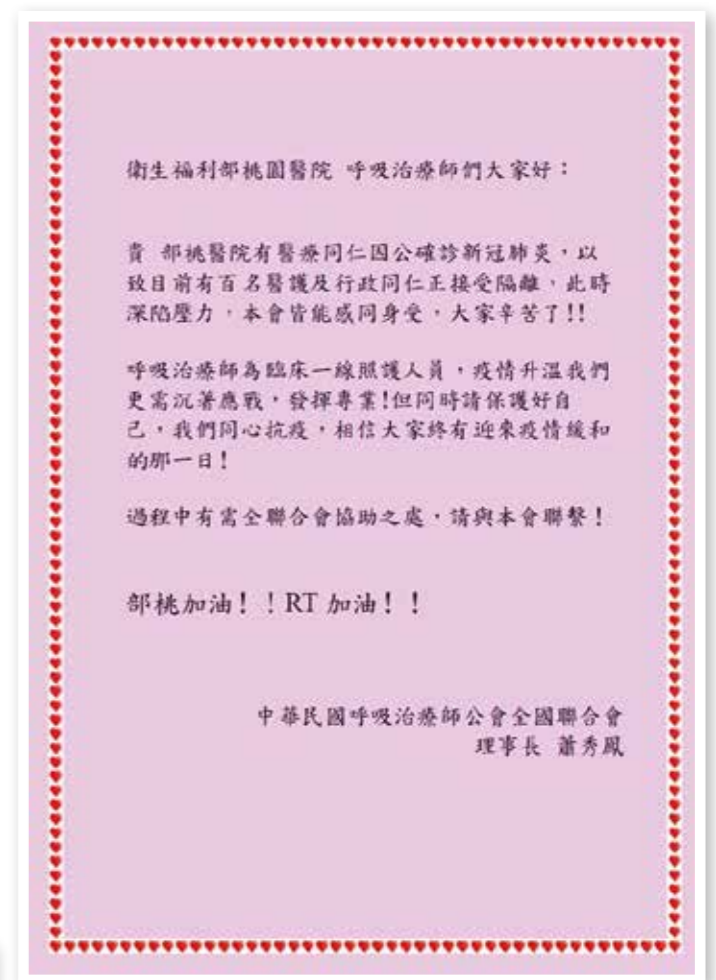 衛生福利部桃園醫院 呼吸治療師們大家好：
貴 部桃醫院有醫療同仁因公確診新冠肺炎，以
致目前有百名醫護及行政同仁正接受隔離，此時
深陷壓力，本會皆能感同身受，大家辛苦了!!
呼吸治療師為臨床一線照護人員，疫情升溫我們
更需沉著應戰，發揮專業!但同時請保護好自
己，我們同心抗疫，相信大家終有迎來疫情緩和
的那一日!
過程中有需全聯合會協助之處，請與本會聯繫!
部桃加油！！RT 加油！！
中華民國呼吸治療師公會全國聯合會
理事長 蕭秀鳳